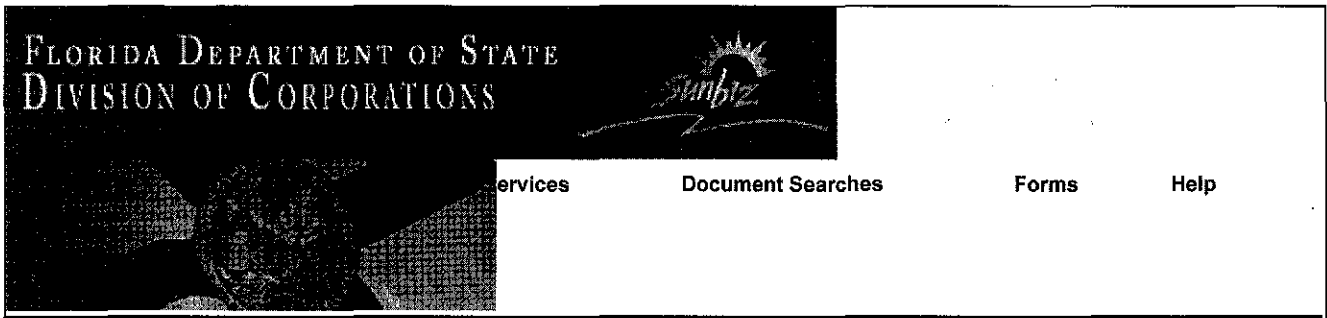 FLORIDA DEPARTMENT OF STATE
DIVISION OF CORPORATIONS
Sunbiz
ervices Document Searches Forms Help